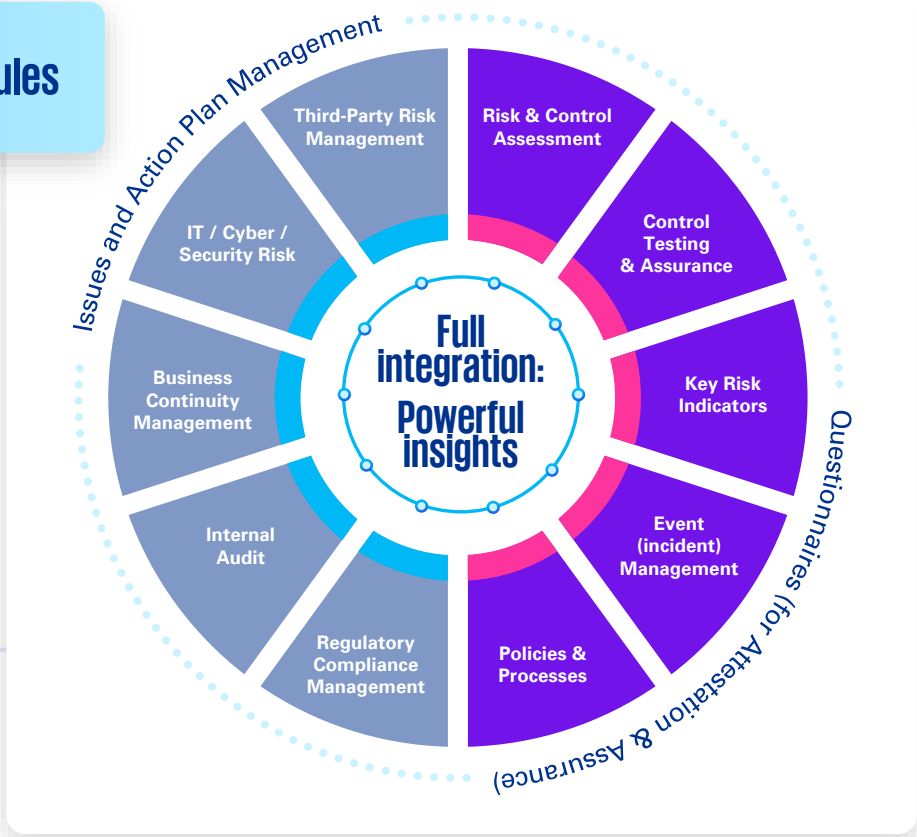 ules
Issues and Action Plan Management
Third-Party Risk
Management
Risk & Control
Assessment
Control
Testing
& Assurance
Key Risk
Indicators
Event
(incident)
Management
Policies &
Processes
Regulatory
Compliance
Management
Internal
Audit
Business
Continuity
Management
IT / Cyber /
Security Risk
Full
integration:
Powerful
insights
Questionnaires (for Attestation & Assurance)